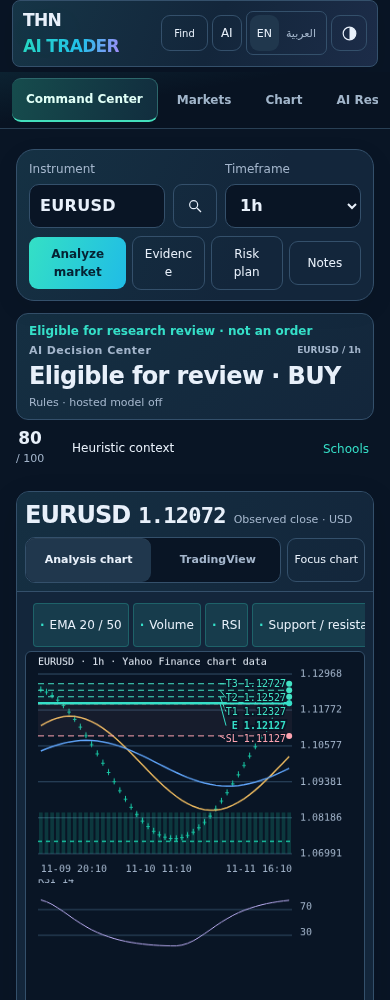 THN
AI TRADER
Find
AI
EN
العربية
Command Center
Markets
Chart
AI Res
Instrument
Timeframe
EURUSD
1h
Analyze market
Evidence
Risk plan
Notes
Eligible for research review · not an order
AI Decision Center
EURUSD / 1h
Eligible for review · BUY
Rules · hosted model off
80
/ 100
Heuristic context
Schools
EURUSD 1.12072 Observed close · USD
Analysis chart
TradingView
Focus chart
· EMA 20 / 50
· Volume
· RSI
· Support / resista
EURUSD · 1h · Yahoo Finance chart data
T3 1.12727
T2 1.12527
T1 1.12327
E 1.12127
SL 1.11127
1.12968
1.11772
1.10577
1.09381
1.08186
1.06991
11-09 20:10
11-10 11:10
11-11 16:10
RSI 14
70
30